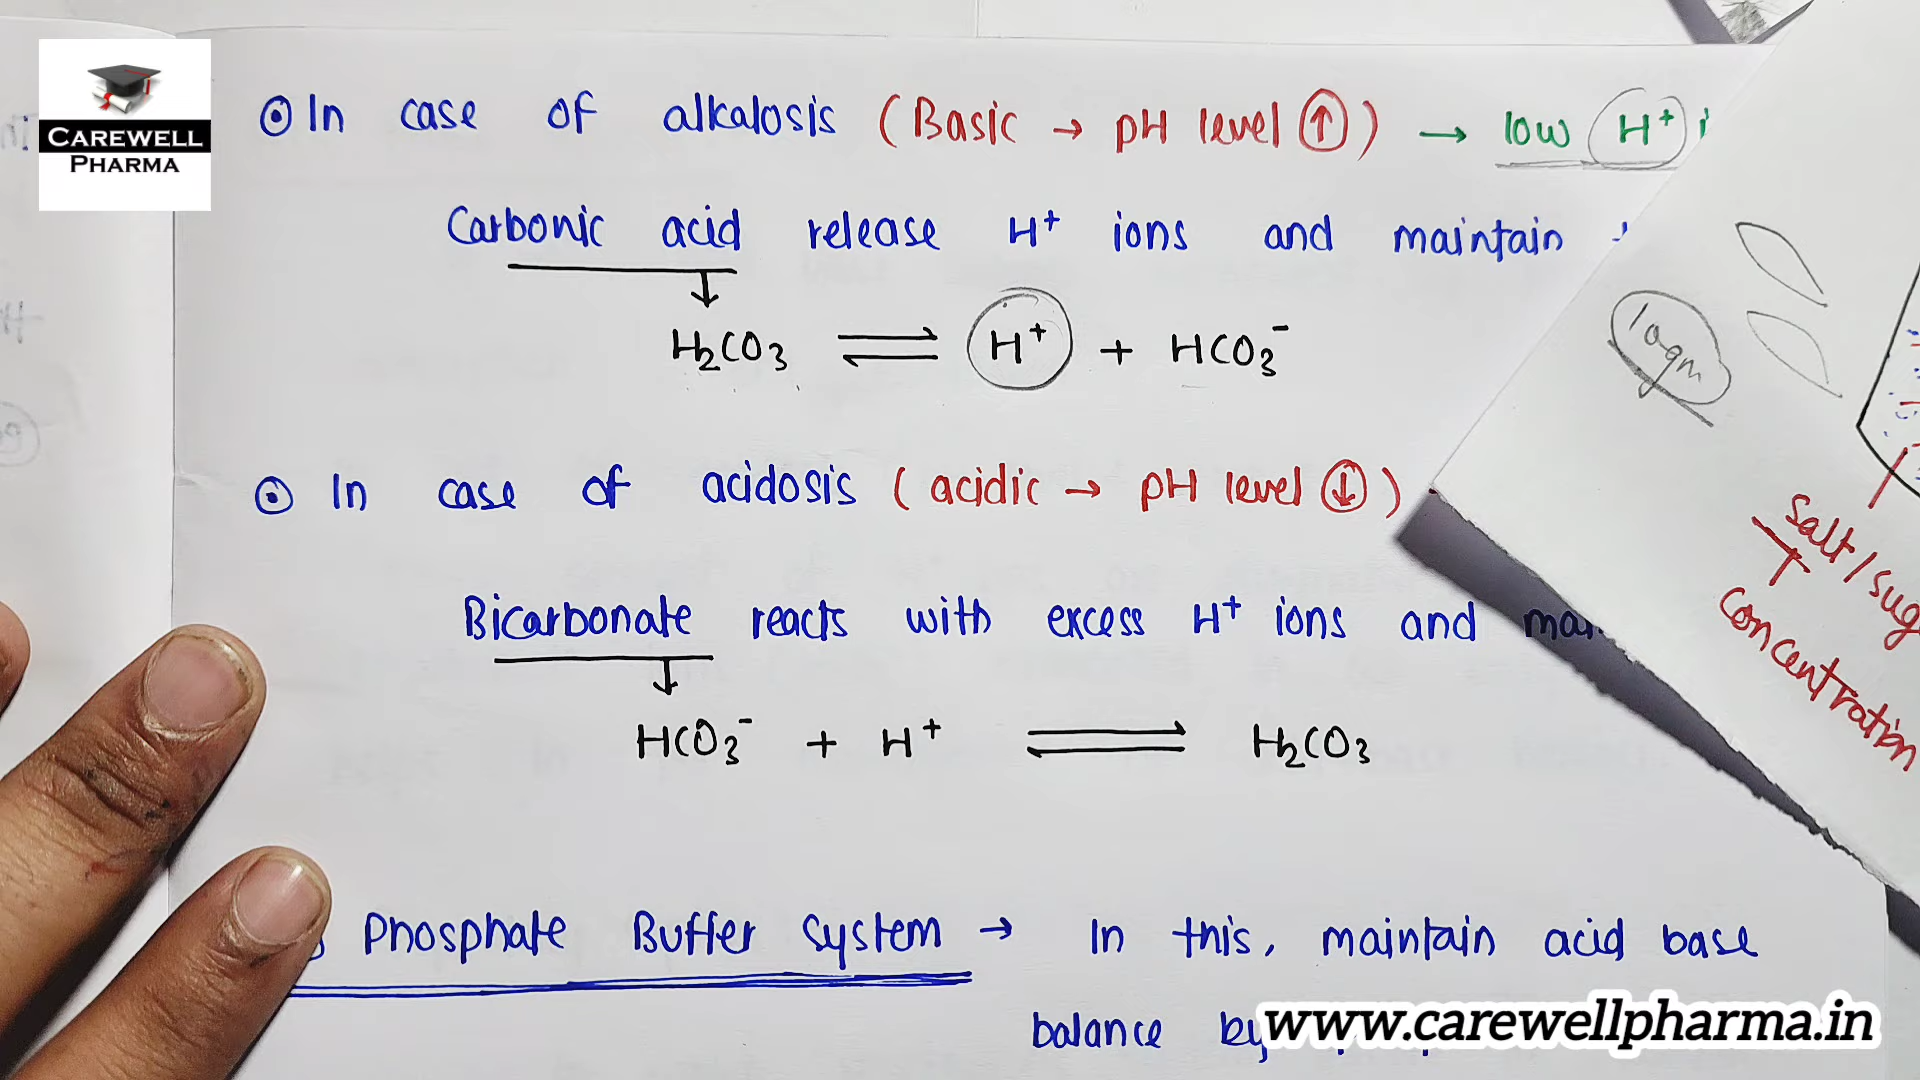 CAREWELL
PHARMA
In case of alkalosis (Basic → pH level ↑) → low H⁺
Carbonic acid release H⁺ ions and maintain
↓
H₂CO₃ ⇌ H⁺ + HCO₃⁻
In case of acidosis (acidic → pH level ↓)
Bicarbonate reacts with excess H⁺ ions and
↓
HCO₃⁻ + H⁺ ⇌ H₂CO₃
Phosphate Buffer System → In this, maintain acid base
balance by
10gm
salt/sug
concentration
www.carewellpharma.in